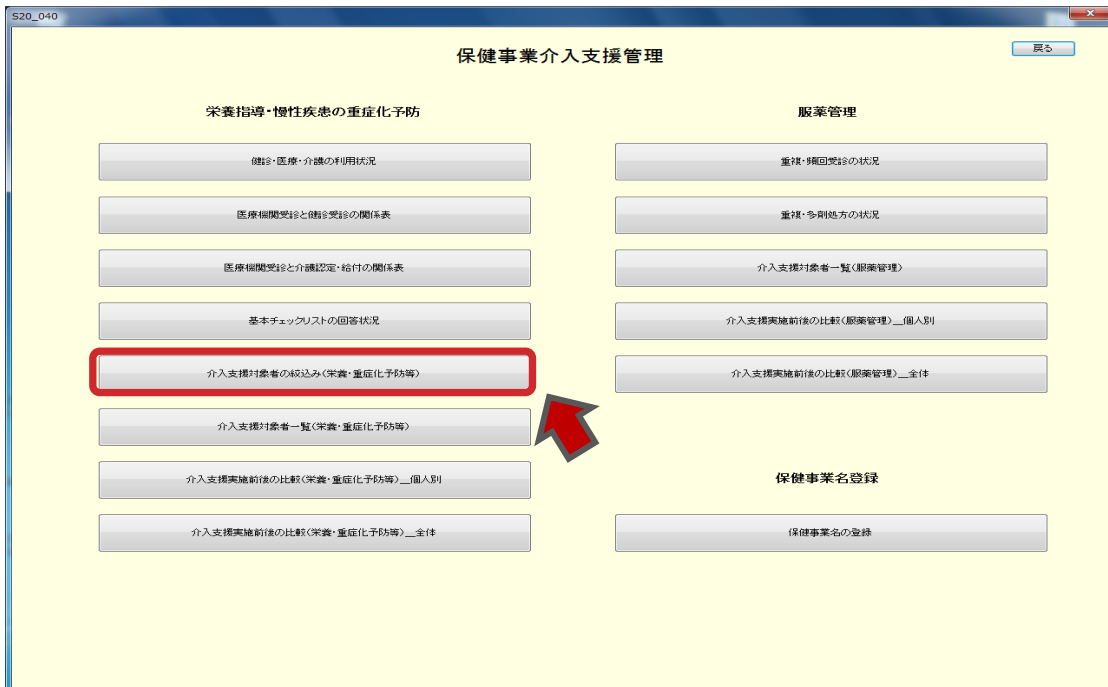 S20_040
保健事業介入支援管理
戻る
栄養指導・慢性疾患の重症化予防
健診・医療・介護の利用状況
医療機関受診と健診受診の関係表
医療機関受診と介護認定・給付の関係表
基本チェックリストの回答状況
介入支援対象者の絞込み(栄養・重症化予防等)
介入支援対象者一覧(栄養・重症化予防等)
介入支援実施前後の比較(栄養・重症化予防等)__個人別
介入支援実施前後の比較(栄養・重症化予防等)__全体
服薬管理
重複・頻回受診の状況
重複・多剤処方の状況
介入支援対象者一覧(服薬管理)
介入支援実施前後の比較(服薬管理)__個人別
介入支援実施前後の比較(服薬管理)__全体
保健事業名登録
保健事業名の登録